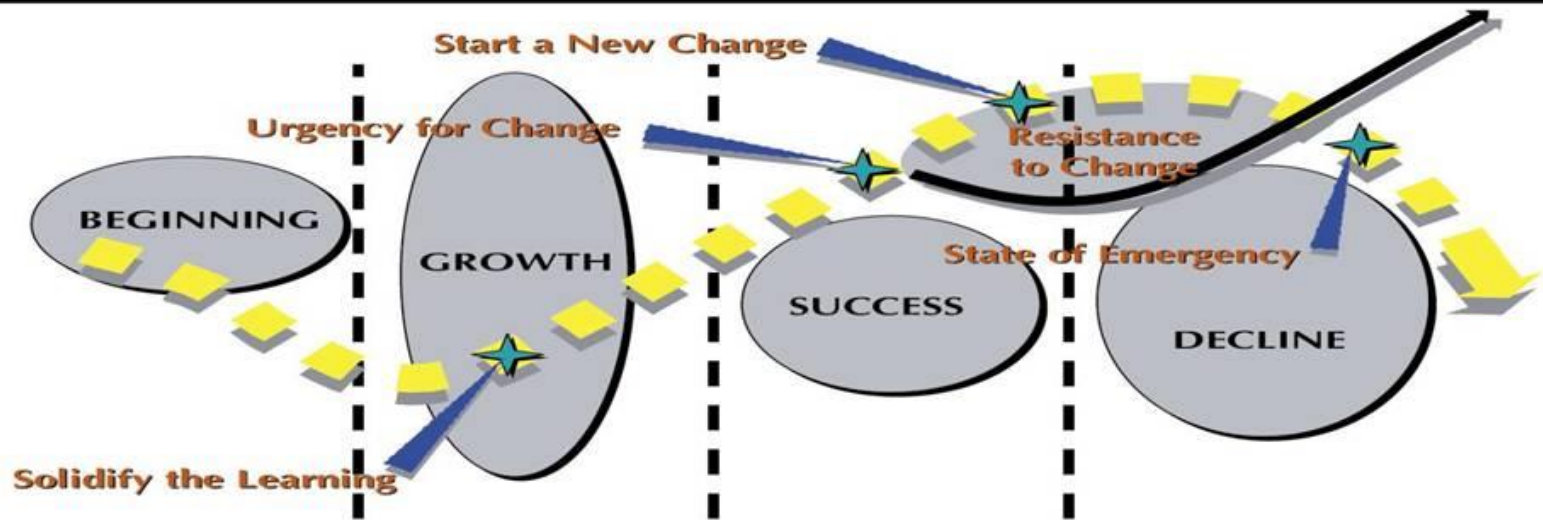 Start a New Change
Urgency for Change
Resistance
to Change
BEGINNING
GROWTH
State of Emergency
SUCCESS
DECLINE
Solidify the Learning